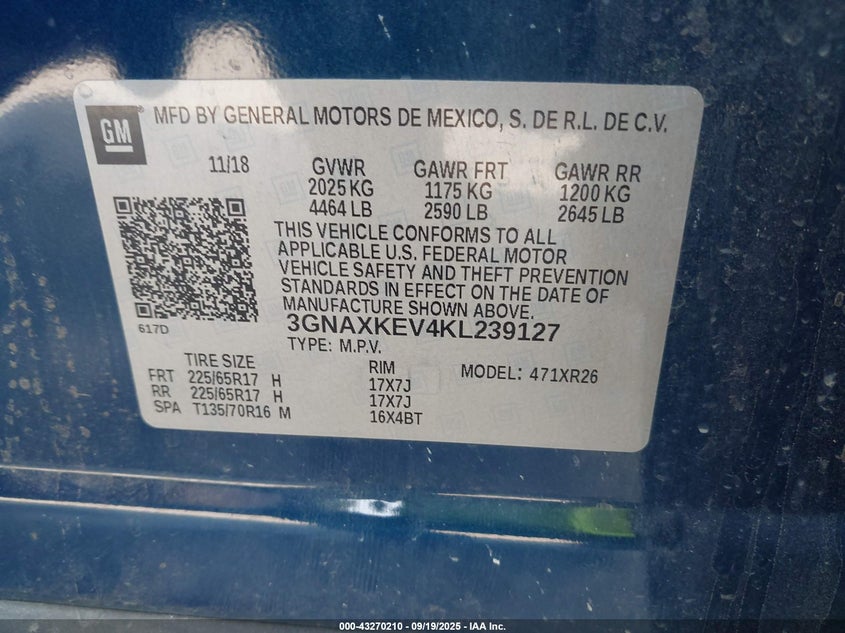 GM
MFD BY GENERAL MOTORS DE MEXICO, S. DE R.L. DE C.V.
11/18 GVWR GAWR FRT GAWR RR
2025 KG 1175 KG 1200 KG
4464 LB 2590 LB 2645 LB
THIS VEHICLE CONFORMS TO ALL
APPLICABLE U.S. FEDERAL MOTOR
VEHICLE SAFETY AND THEFT PREVENTION
STANDARDS IN EFFECT ON THE DATE OF
MANUFACTURE SHOWN ABOVE.
617D
3GNAXKEV4KL239127
TYPE: M.P.V.
TIRE SIZE RIM MODEL: 471XR26
FRT 225/65R17 H 17X7J
RR 225/65R17 H 17X7J
SPA T135/70R16 M 16X4BT
000-43270210 - 09/19/2025 - IAA Inc.